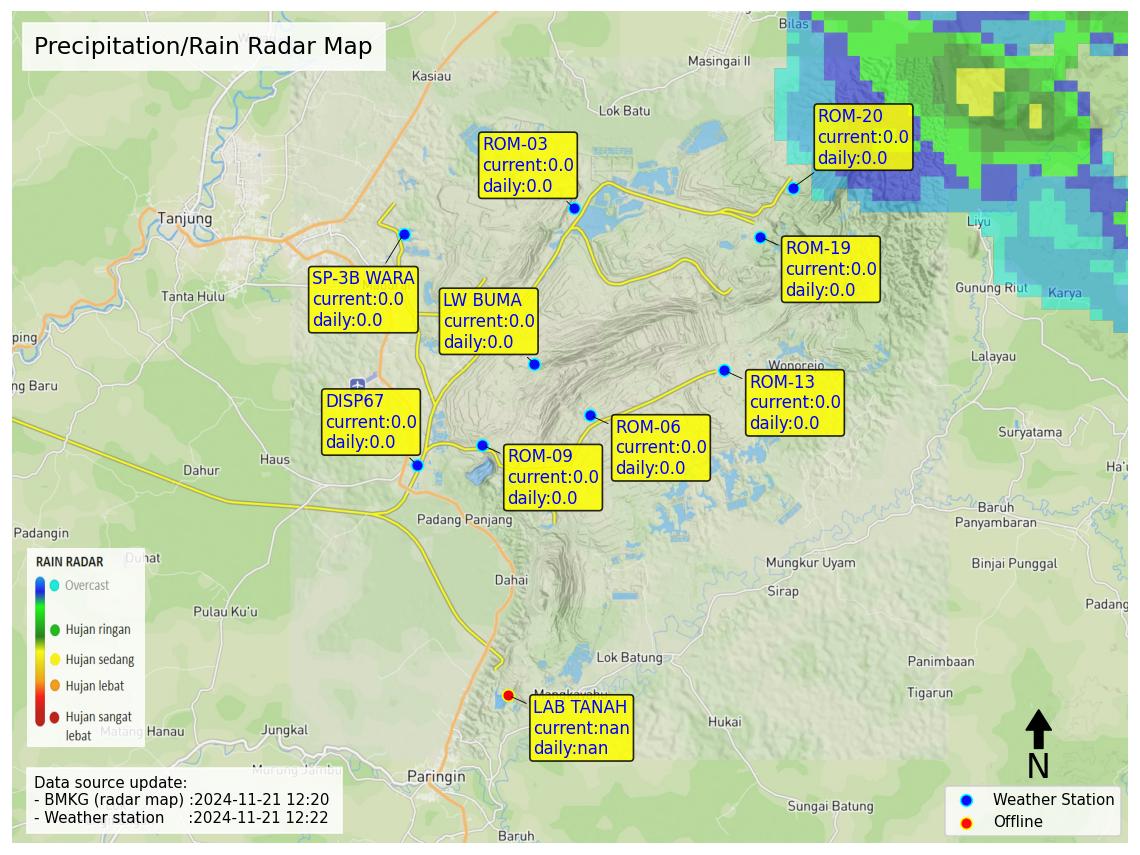 Precipitation/Rain Radar Map
Bilas
Masingai II
Kasiau
Lok Batu
ROM-20
current:0.0
daily:0.0
ROM-03
current:0.0
daily:0.0
Tanjung
Liyu
ROM-19
current:0.0
daily:0.0
SP-3B WARA
current:0.0
daily:0.0
Tanta Hulu
LW BUMA
current:0.0
daily:0.0
Gunung Riut
Karya
ping
Lalayau
Wonorejo
ng Baru
ROM-13
current:0.0
daily:0.0
DISP67
current:0.0
daily:0.0
ROM-06
current:0.0
daily:0.0
Suryatama
ROM-09
current:0.0
daily:0.0
Haus
Dahur
Ha'u
Baruh
Panyambaran
Padang Panjang
Padangin
Duhat
Mungkur Uyam
Binjai Punggal
RAIN RADAR
Overcast
Hujan ringan
Hujan sedang
Hujan lebat
Hujan sangat
lebat
Dahai
Sirap
Padang
Pulau Ku'u
Lok Batung
Panimbaan
Tigarun
Mangkayahu
LAB TANAH
current:nan
daily:nan
Hukai
Matang Hanau
Jungkal
Murung Jambu
Paringin
N
Data source update:
- BMKG (radar map) :2024-11-21 12:20
- Weather station :2024-11-21 12:22
Sungai Batung
Baruh
Weather Station
Offline